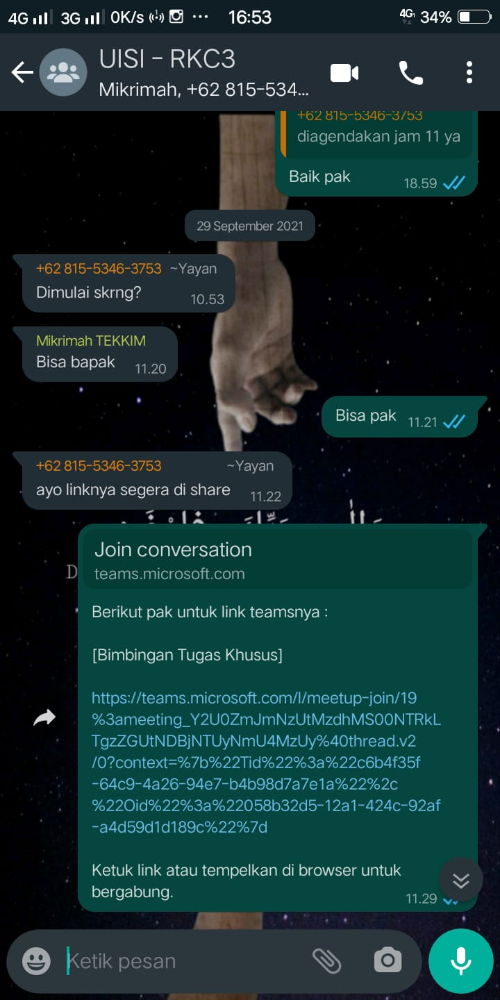 4G 3G 0K/s 16:53 4G 34%
UISI - RKC3
Mikrimah, +62 815-534...
+62 815-5346-3753
diagendakan jam 11 ya
Baik pak 18.59
29 September 2021
+62 815-5346-3753 ~Yayan
Dimulai skrng? 10.53
Mikrimah TEKKIM
Bisa bapak 11.20
Bisa pak 11.21
+62 815-5346-3753 ~Yayan
ayo linknya segera di share 11.22
Join conversation
D
teams.microsoft.com
Berikut pak untuk link teamsnya :
[Bimbingan Tugas Khusus]
https://teams.microsoft.com/l/meetup-join/19
%3ameeting_Y2U0ZmJmNzUtMzdhMS00NTRkL
TgzZGUtNDBjNTUyNmU4MzUy%40thread.v2
/0?context=%7b%22Tid%22%3a%22c6b4f35f
-64c9-4a26-94e7-b4b98d7a7e1a%22%2c
%22Oid%22%3a%22058b32d5-12a1-424c-92af
-a4d59d1d189c%22%7d
Ketuk link atau tempelkan di browser untuk
bergabung. 11.29
Ketik pesan